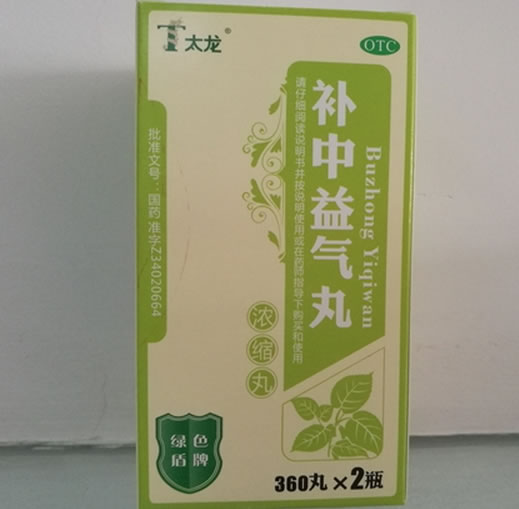 太龙®
OTC
补中益气丸
Buzhong Yiqiwan
请仔细阅读说明书并按说明使用或在药师指导下购买和使用
批准文号：国药准字Z34020664
浓缩丸
绿色
盾牌
360丸×2瓶